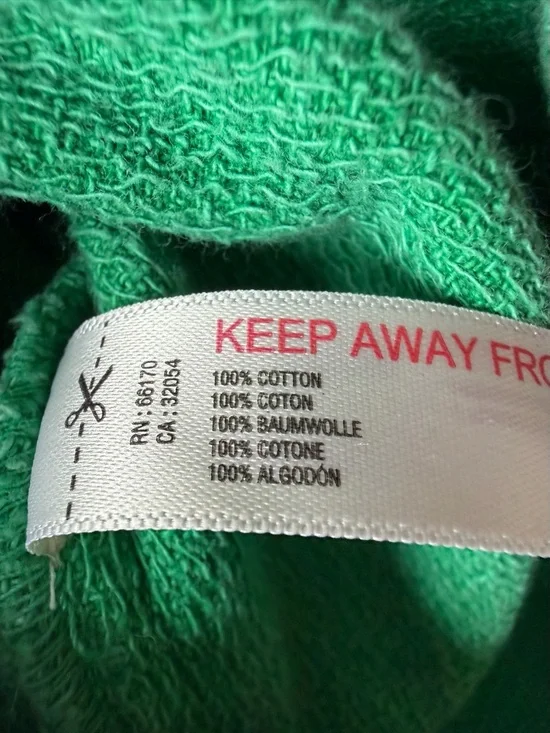 KEEP AWAY FRO
RN : 66170
CA : 32054
100% COTTON
100% COTON
100% BAUMWOLLE
100% COTONE
100% ALGODÓN